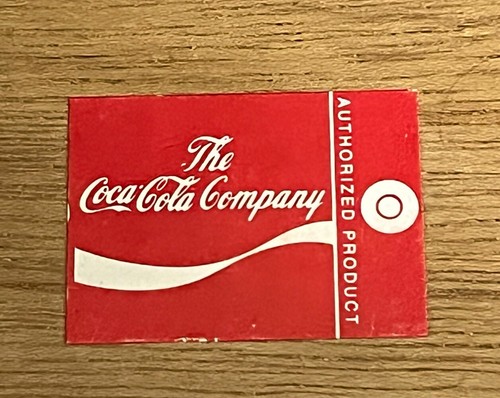 The
Coca-Cola Company
AUTHORIZED PRODUCT